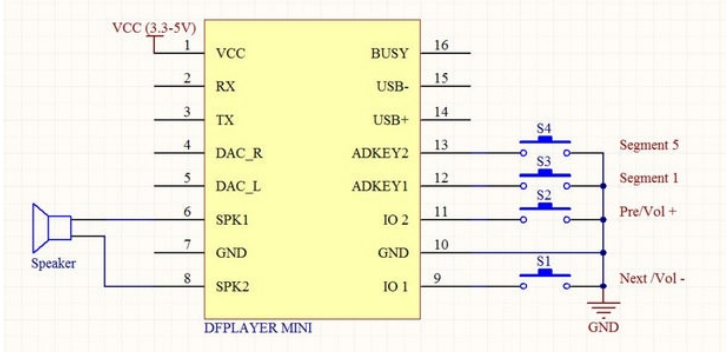 VCC (3.3-5V)
1 VCC BUSY 16
2 RX USB- 15
3 TX USB+ 14
4 DAC_R ADKEY2 13 S4 Segment 5
5 DAC_L ADKEY1 12 S3 Segment 1
6 SPK1 IO 2 11 S2 Pre/Vol +
7 GND GND 10
8 SPK2 IO 1 9 S1 Next /Vol -
Speaker
DFPLAYER MINI
GND